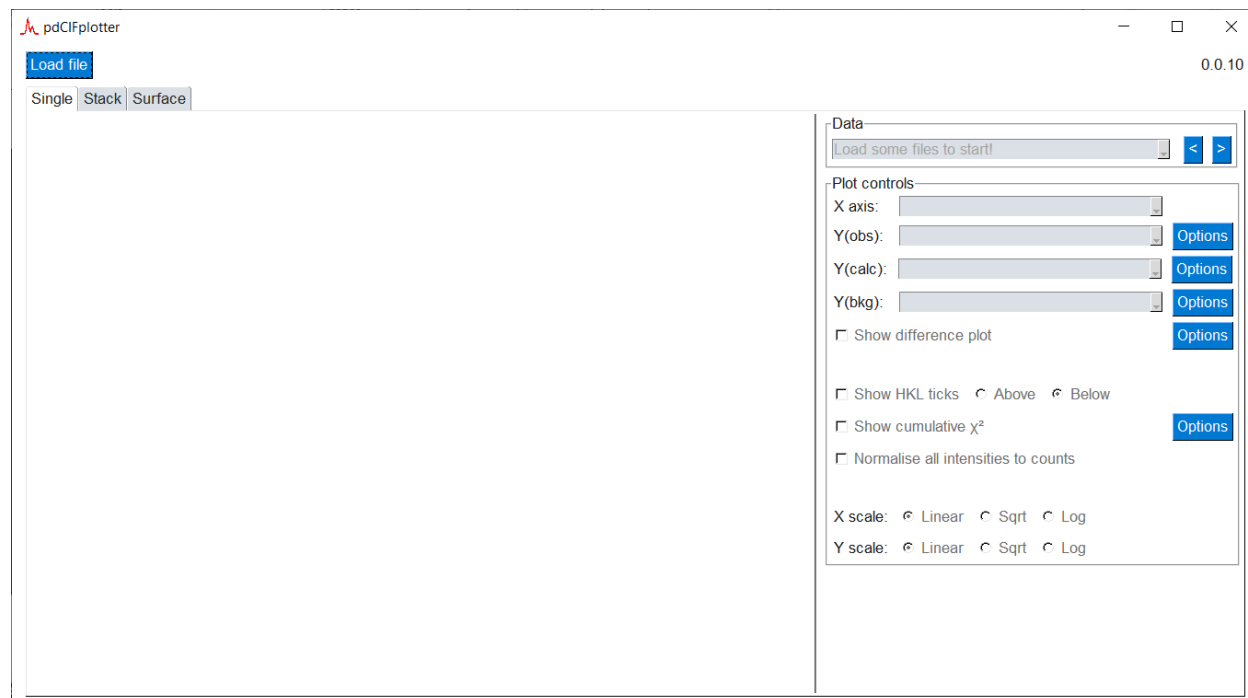 pdCIFplotter
Load file
0.0.10
Single Stack Surface
Data
Load some files to start! < >
Plot controls
X axis:
Y(obs): Options
Y(calc): Options
Y(bkg): Options
Show difference plot Options
Show HKL ticks Above Below
Show cumulative χ² Options
Normalise all intensities to counts
X scale: Linear Sqrt Log
Y scale: Linear Sqrt Log